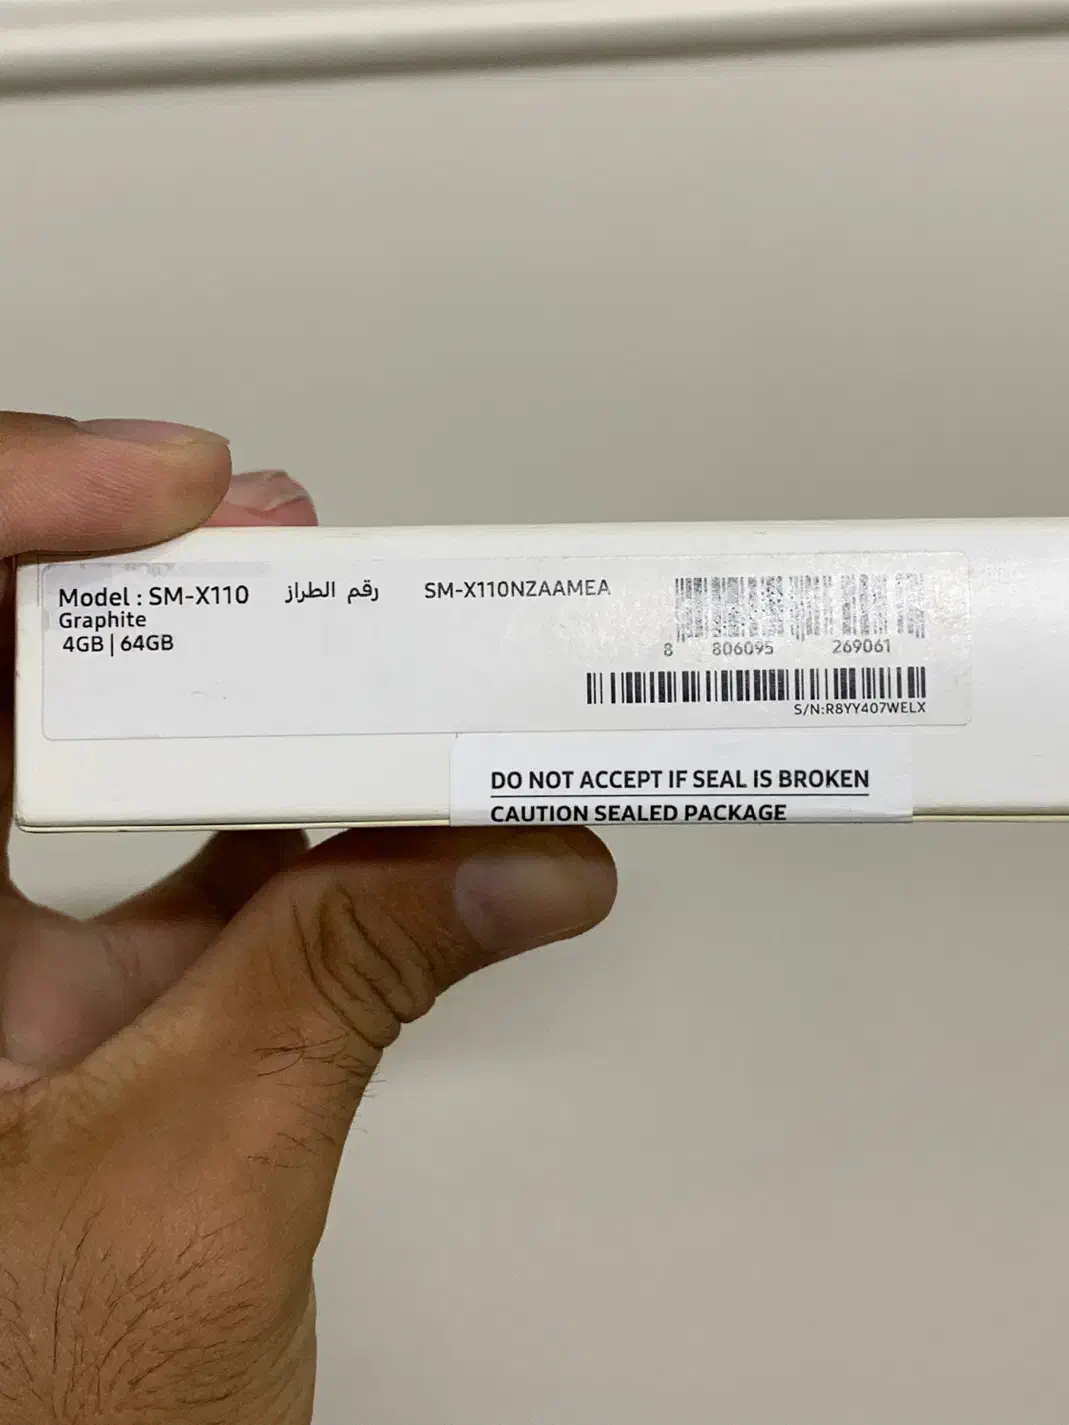 Model : SM-X110 رقم الطراز SM-X110NZAAMEA
Graphite
4GB | 64GB
8 806095 269061
S/N:R8YY407WELX
DO NOT ACCEPT IF SEAL IS BROKEN
CAUTION SEALED PACKAGE